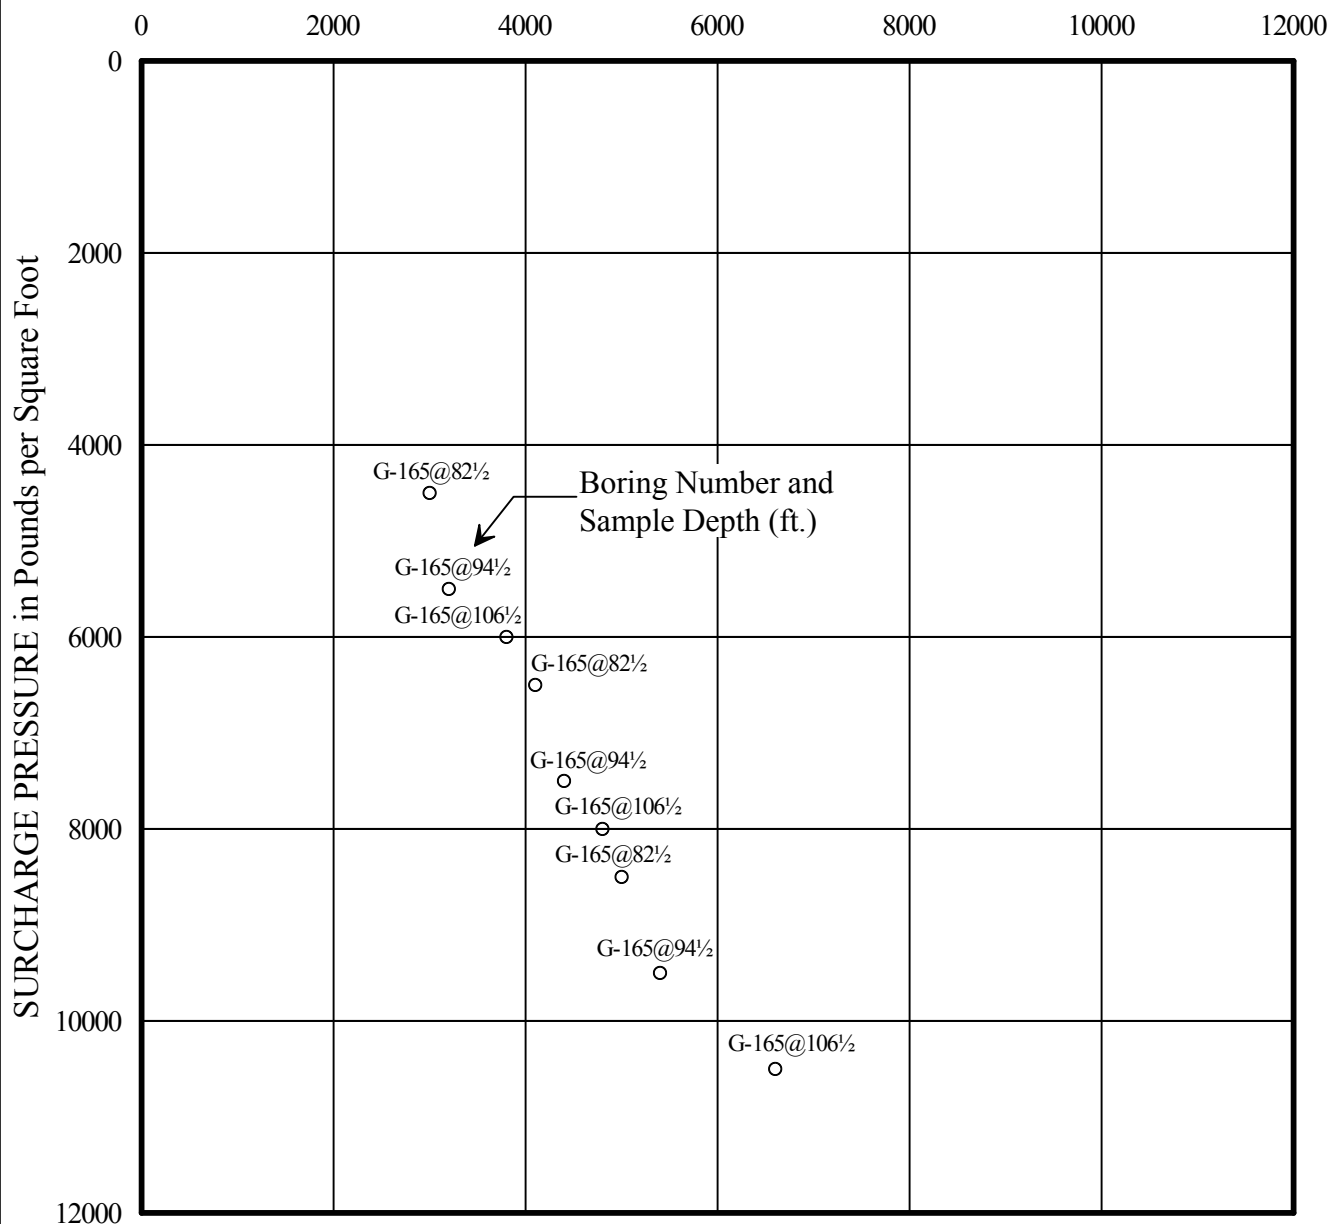 0 2000 4000 6000 8000 10000 12000
0
2000
SURCHARGE PRESSURE in Pounds per Square Foot
4000
G-165@82½
Boring Number and
Sample Depth (ft.)
G-165@94½
G-165@106½
6000
G-165@82½
G-165@94½
G-165@106½
8000
G-165@82½
G-165@94½
10000
G-165@106½
12000